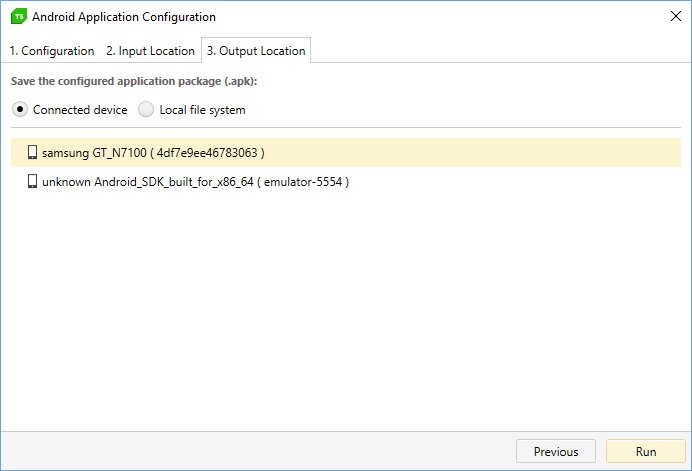 TS Android Application Configuration
1. Configuration 2. Input Location 3. Output Location
Save the configured application package (.apk):
Connected device Local file system
samsung GT_N7100 ( 4df7e9ee46783063 )
unknown Android_SDK_built_for_x86_64 ( emulator-5554 )
Previous Run